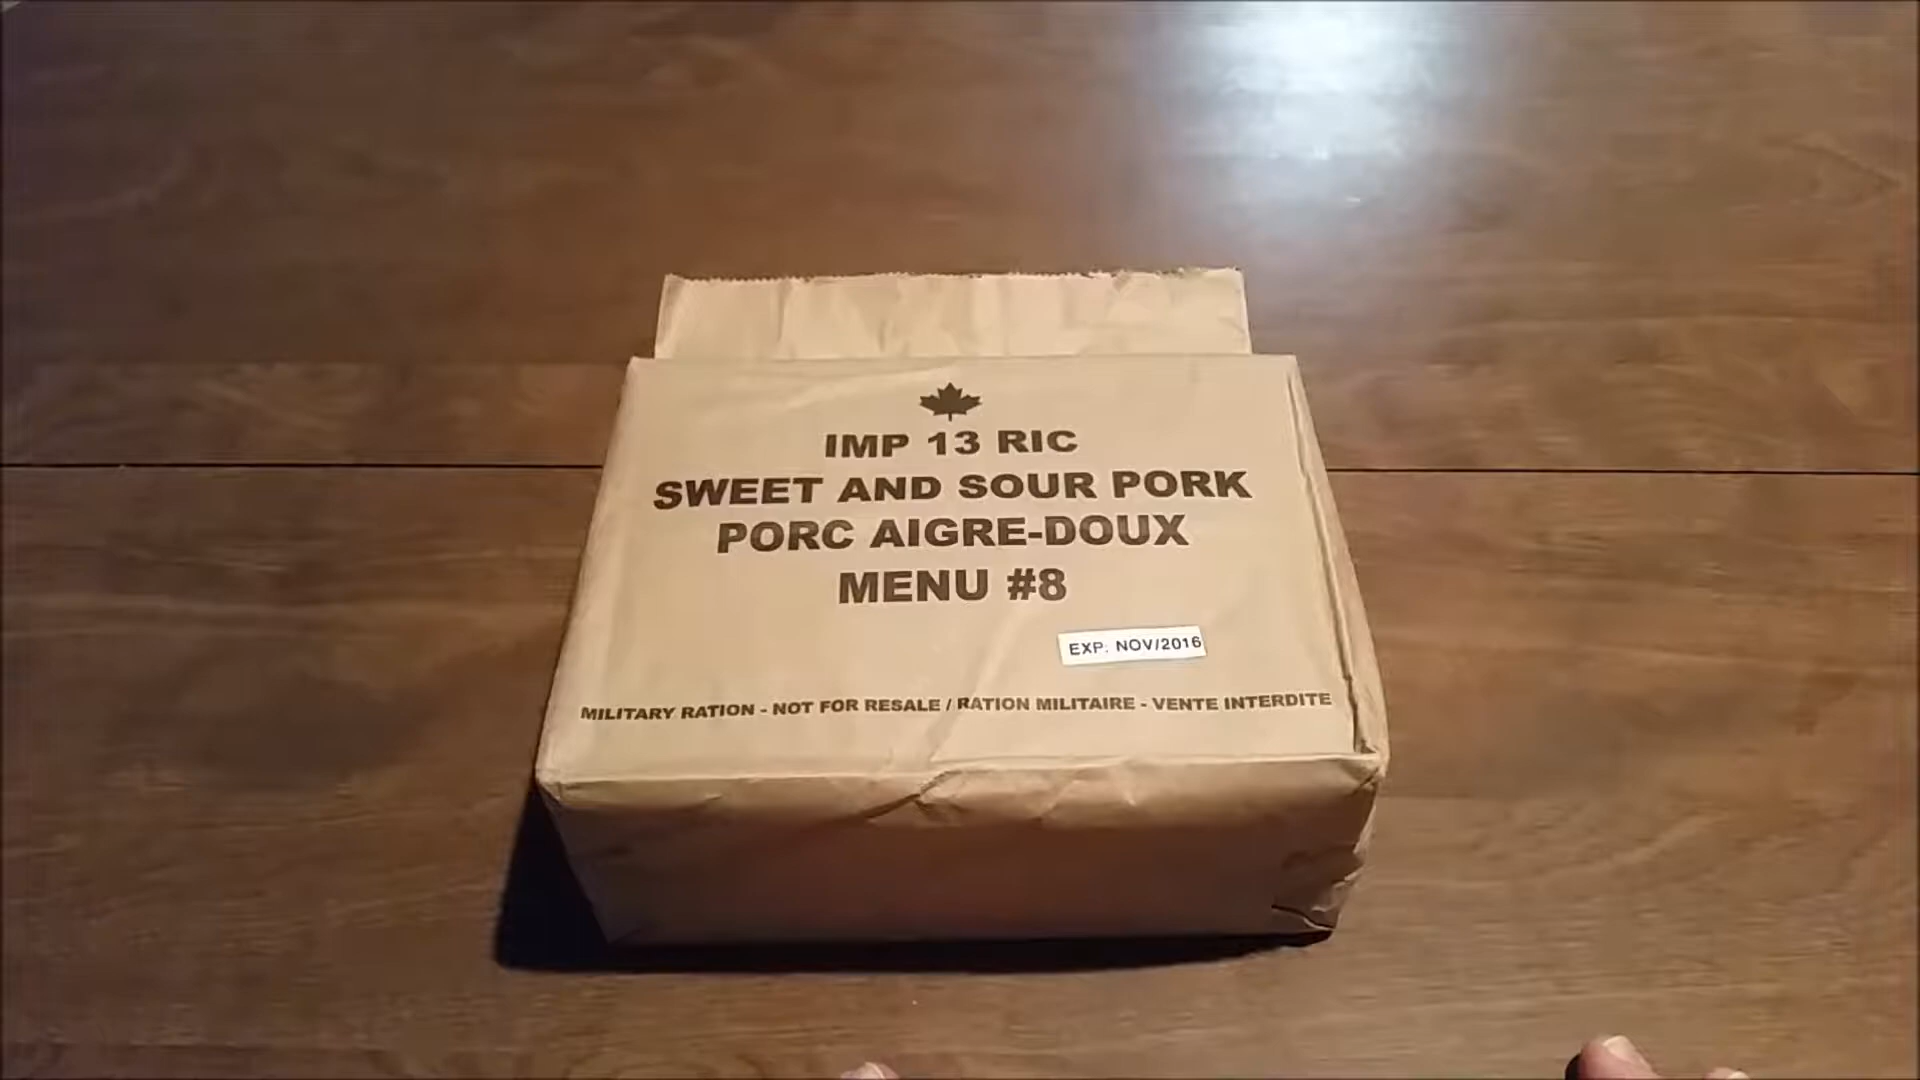 IMP 13 RIC
SWEET AND SOUR PORK
PORC AIGRE-DOUX
MENU #8
EXP: NOV/2016
MILITARY RATION - NOT FOR RESALE / RATION MILITAIRE - VENTE INTERDITE